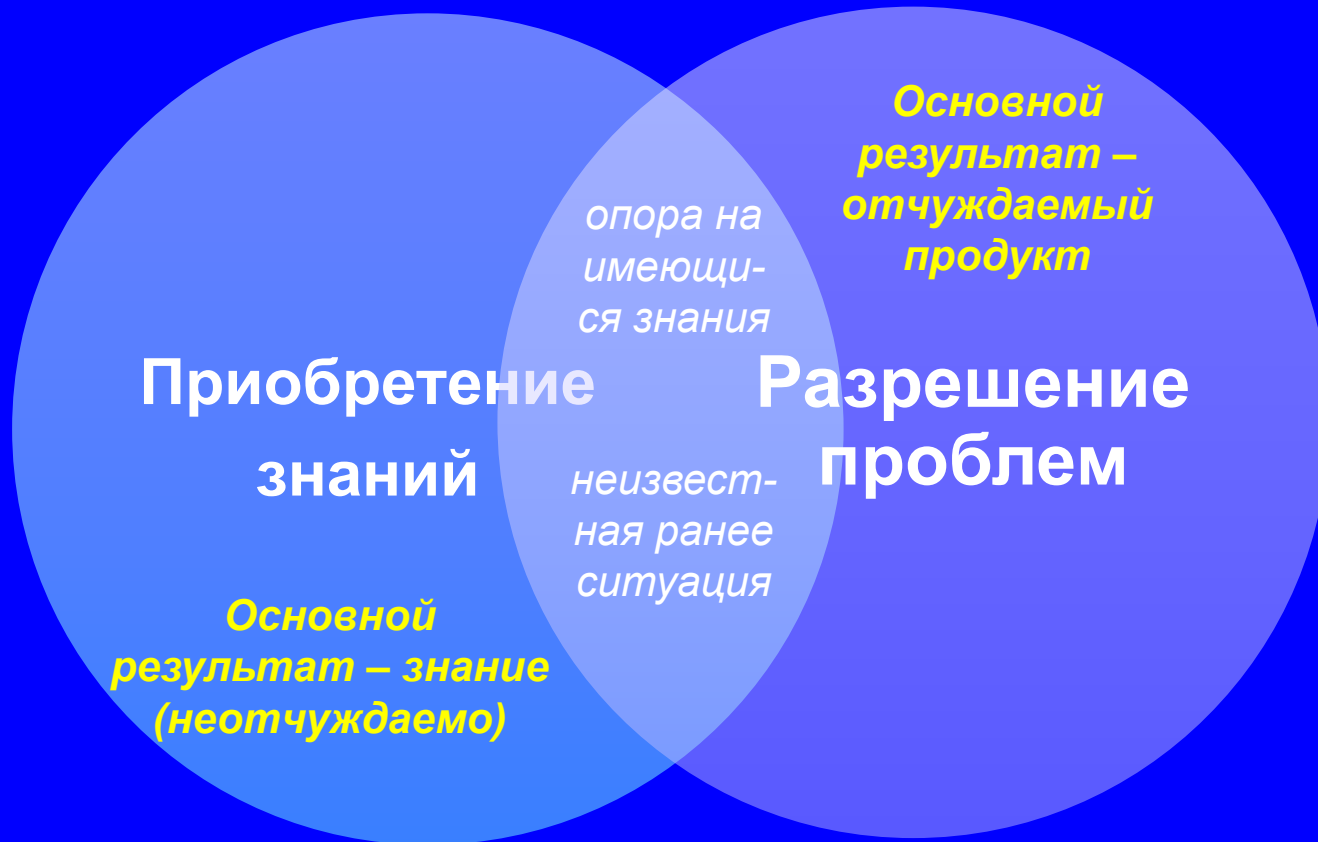 Основной
результат –
отчуждаемый
продукт
опора на
имеющи-
ся знания
Приобретение
знаний
Разрешение
проблем
неизвест-
ная ранее
ситуация
Основной
результат – знание
(неотчуждаемо)